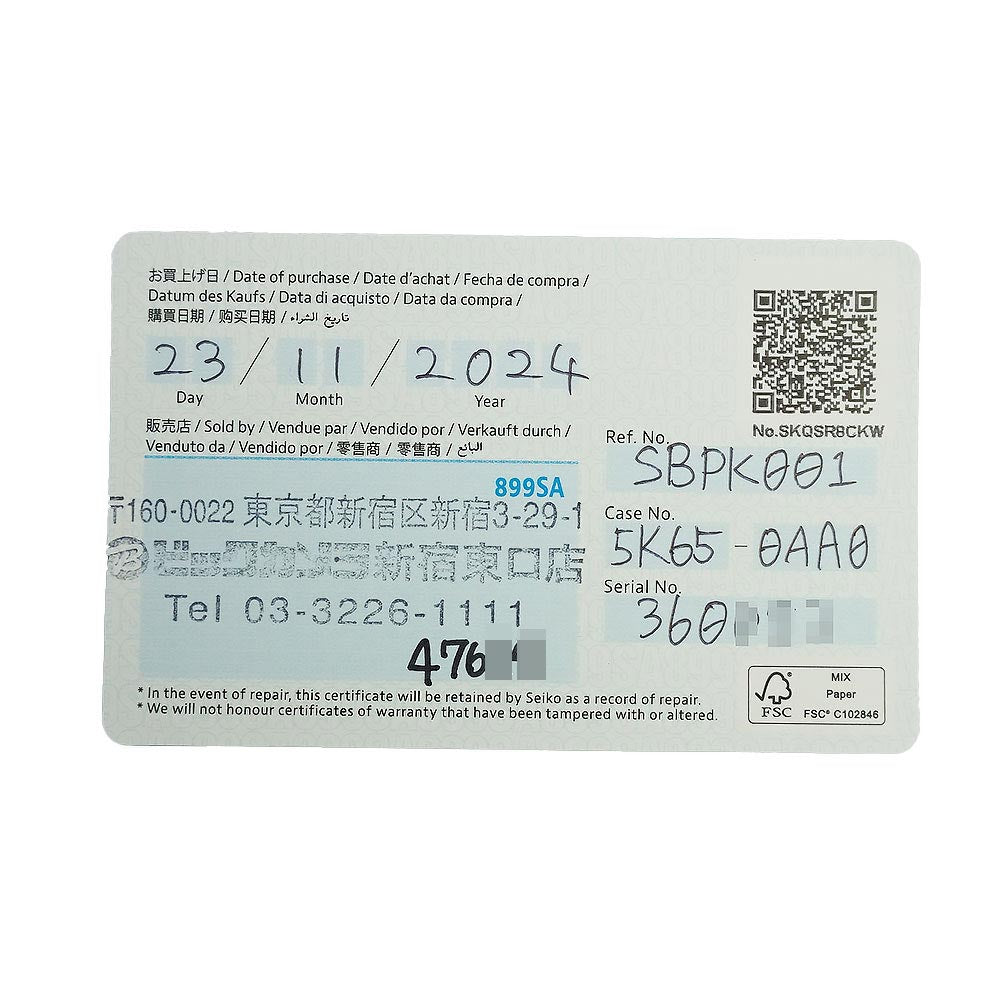 お買上げ日 / Date of purchase / Date d'achat / Fecha de compra /
Datum des Kaufs / Data di acquisto / Data da compra /
購買日期 / 购买日期 / تاريخ الشراء
23 / 11 / 2024
Day Month Year
販売店 / Sold by / Vendue par / Vendido por / Verkauft durch /
Venduto da / Vendido por / 零售商 / 零售商 / البائع
899SA
〒160-0022 東京都新宿区新宿3-29-1
ビックカメラ新宿東口店
Tel 03-3226-1111
476
No.SKQSR8CKW
Ref. No.
SBPK001
Case No.
5K65-0AA0
Serial No.
360
* In the event of repair, this certificate will be retained by Seiko as a record of repair.
* We will not honour certificates of warranty that have been tampered with or altered.
FSC
MIX
Paper
FSC® C102846